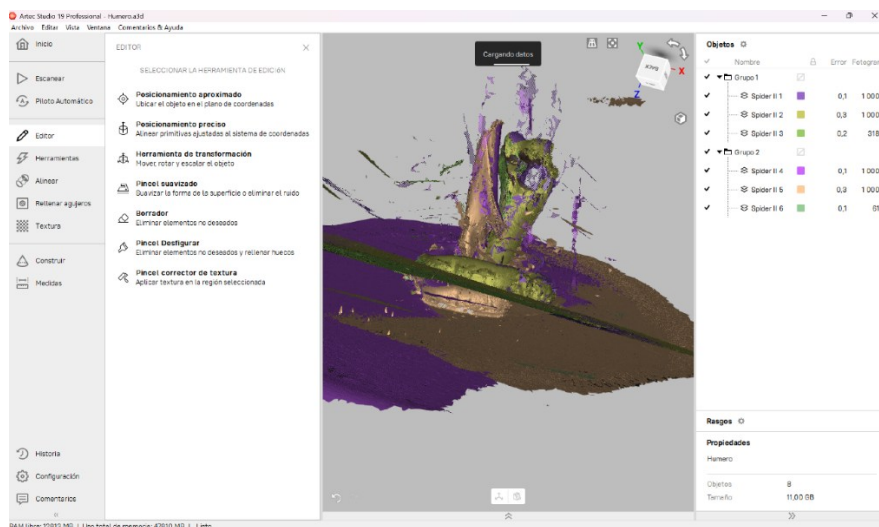 Artec Studio 19 Professional - Humero.a3d
Archivo Editar Vista Ventana Comentarios & Ayuda
Inicio
Escanear
Piloto Automático
Editor
Herramientas
Alinear
Rellenar agujeros
Textura
Construir
Medidas
Historia
Configuración
Comentarios
EDITOR
SELECCIONAR LA HERRAMIENTA DE EDICIÓN
Posicionamiento aproximado
Ubicar el objeto en el plano de coordenadas
Posicionamiento preciso
Alinear primitivas ajustadas al sistema de coordenadas
Herramienta de transformación
Mover, rotar y escalar el objeto
Pincel suavizado
Suavizar la forma de la superficie o eliminar el ruido
Borrador
Eliminar elementos no deseados
Pincel Desfigurar
Eliminar elementos no deseados y rellenar huecos
Pincel corrector de textura
Aplicar textura en la región seleccionada
Cargando datos
Y
X
Z
Objetos
Nombre Error Fotogram
Grupo 1
Spider II 1 0,1 1 000
Spider II 2 0,3 1 000
Spider II 3 0,2 318
Grupo 2
Spider II 4 0,1 1 000
Spider II 5 0,3 1 000
Spider II 6 0,1 61
Rasgos
Propiedades
Humero
Objetos 8
Tamaño 11,00 GB